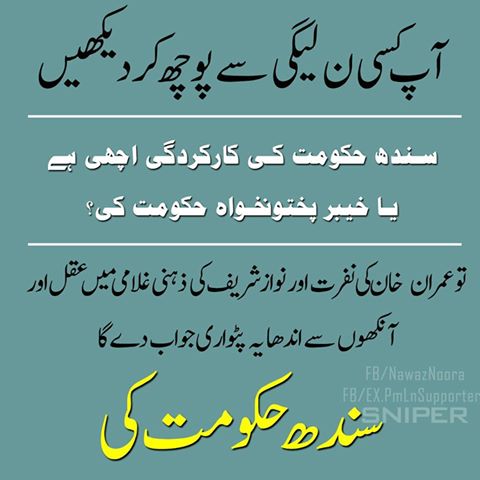 آپ کسی ن لیگی سے پوچھ کر دیکھیں
سندھ حکومت کی کارکردگی اچھی ہے
یا خیبر پختونخواہ حکومت کی؟
تو عمران خان کی نفرت اور نواز شریف کی ذہنی غلامی میں عقل اور
آنکھوں سے اندھا یہ پٹواری جواب دے گا
سندھ حکومت کی
FB/NawazNoora
FB/EX.PmLnSupporter
SNIPER